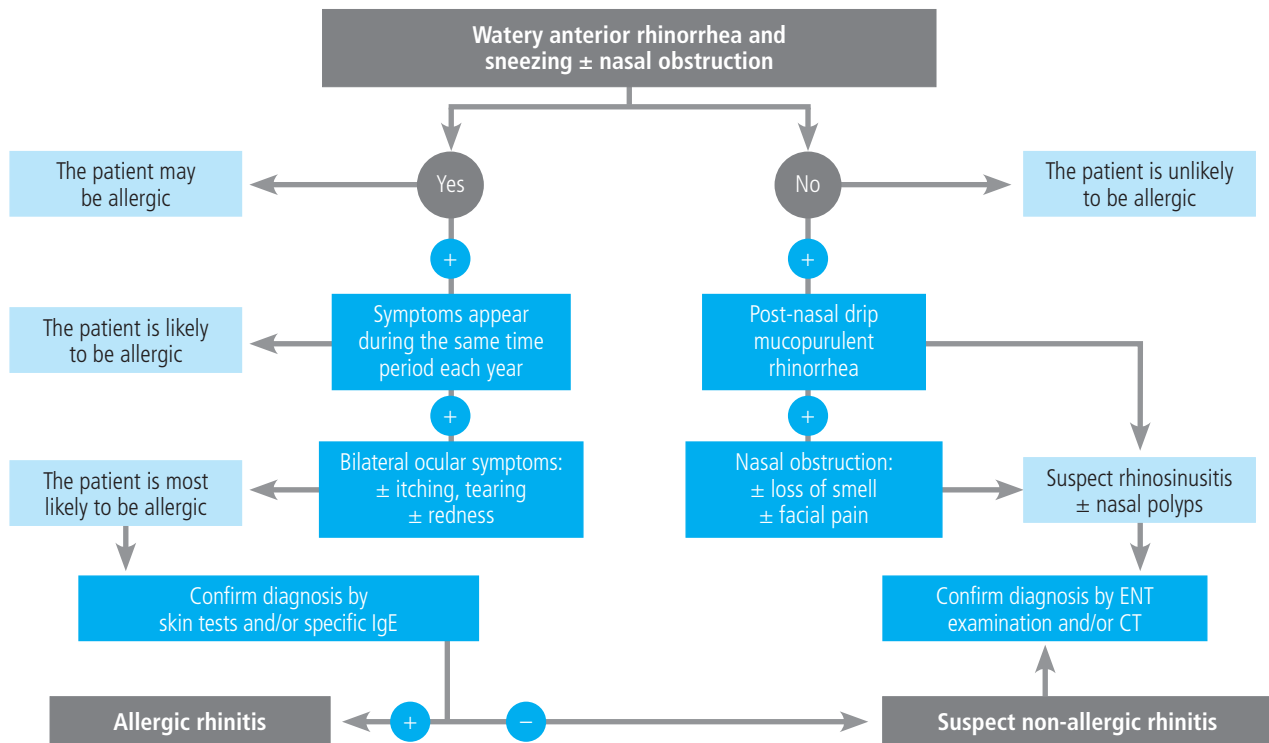 Watery anterior rhinorrhea and
sneezing ± nasal obstruction
The patient may
be allergic
Yes
No
The patient is unlikely
to be allergic
+
+
The patient is likely
to be allergic
Symptoms appear
during the same time
period each year
Post-nasal drip
mucopurulent
rhinorrhea
+
+
The patient is most
likely to be allergic
Bilateral ocular symptoms:
± itching, tearing
± redness
Nasal obstruction:
± loss of smell
± facial pain
Suspect rhinosinusitis
± nasal polyps
Confirm diagnosis by
skin tests and/or specific IgE
Confirm diagnosis by ENT
examination and/or CT
Allergic rhinitis
+
−
Suspect non-allergic rhinitis